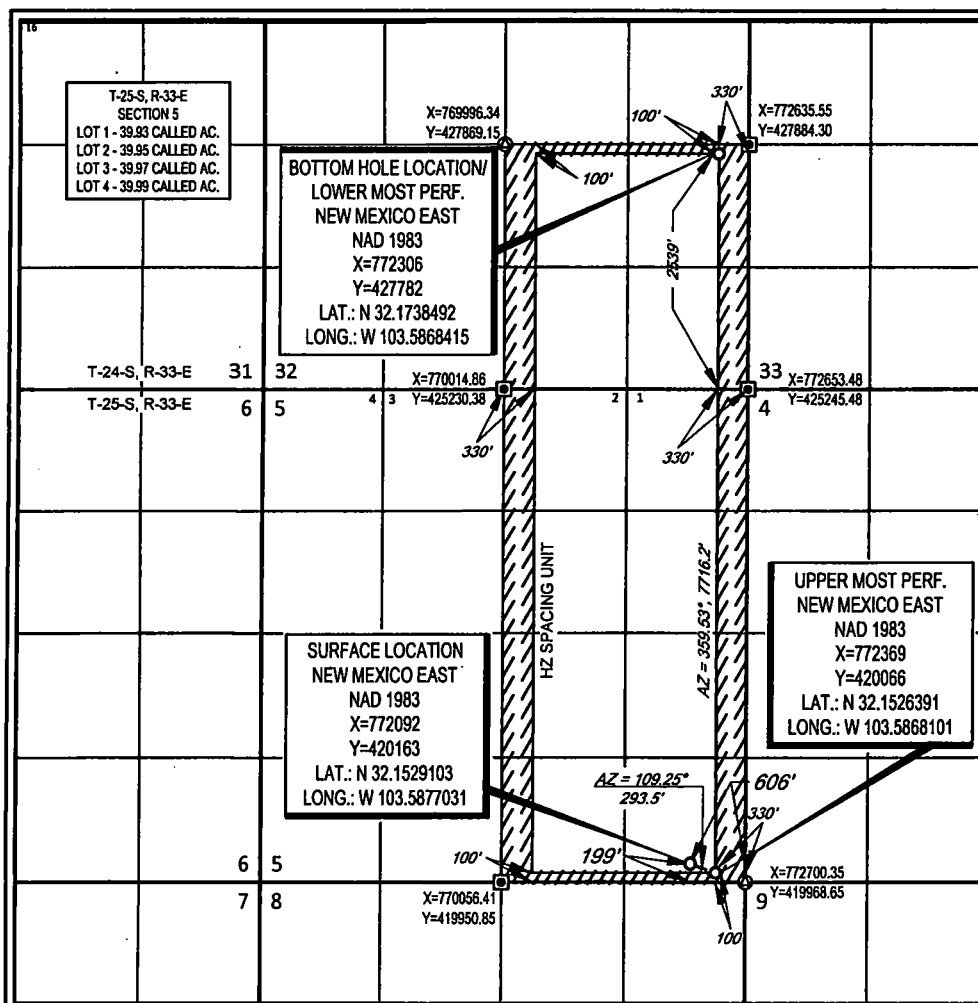 16
T-25-S, R-33-E
SECTION 5
LOT 1 - 39.93 CALLED AC.
LOT 2 - 39.95 CALLED AC.
LOT 3 - 39.97 CALLED AC.
LOT 4 - 39.99 CALLED AC.
X=769996.34
Y=427869.15
100'
330'
X=772635.55
Y=427884.30
BOTTOM HOLE LOCATION/
LOWER MOST PERF.
NEW MEXICO EAST
NAD 1983
X=772306
Y=427782
LAT.: N 32.1738492
LONG.: W 103.5868415
100'
2539'
T-24-S, R-33-E 31 32
T-25-S, R-33-E 6 5
X=770014.86
Y=425230.38
4 3
2 1
33
4
X=772653.48
Y=425245.48
330'
330'
HZ SPACING UNIT
AZ = 359.53°, 7716.2'
UPPER MOST PERF.
NEW MEXICO EAST
NAD 1983
X=772369
Y=420066
LAT.: N 32.1526391
LONG.: W 103.5868101
SURFACE LOCATION
NEW MEXICO EAST
NAD 1983
X=772092
Y=420163
LAT.: N 32.1529103
LONG.: W 103.5877031
AZ = 109.25°
293.5'
606'
330'
6 5
7 8
100'
199'
X=770056.41
Y=419950.85
X=772700.35
Y=419968.65
9
100